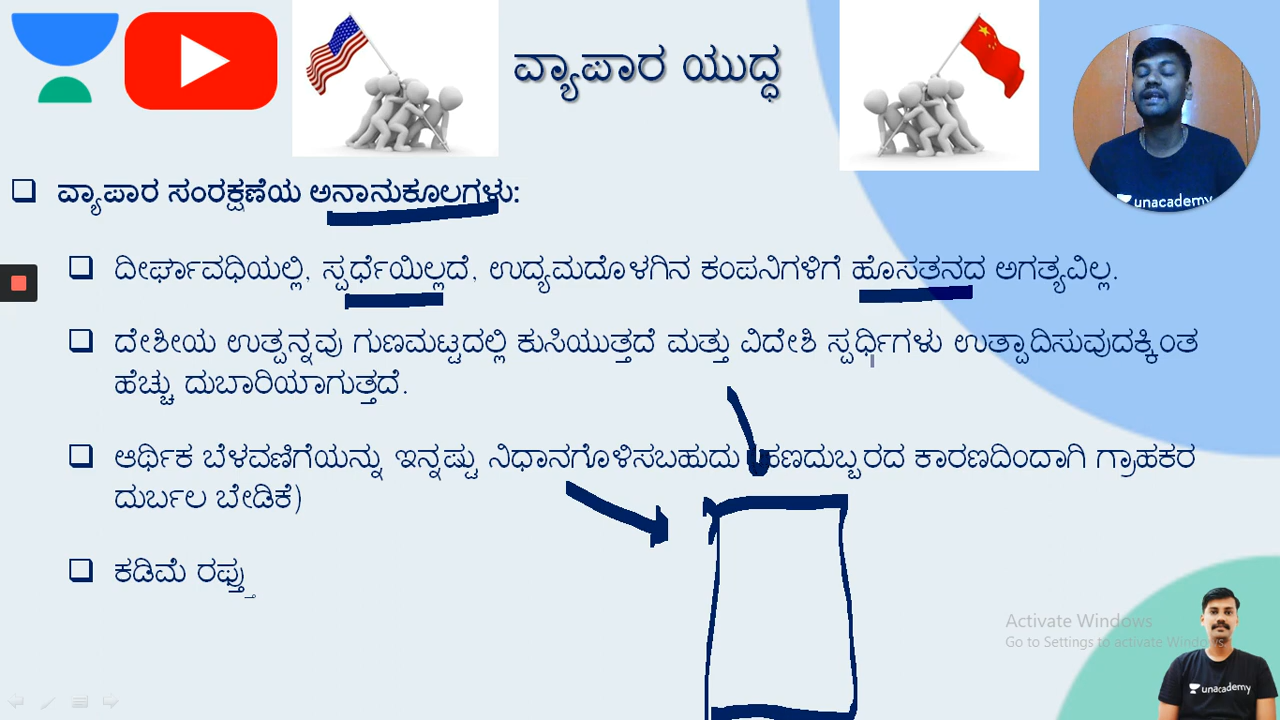 ವ್ಯಾಪಾರ ಯುದ್ಧ
unacademy
ವ್ಯಾಪಾರ ಸಂರಕ್ಷಣೆಯ ಅನಾನುಕೂಲಗಳು:
ದೀರ್ಘಾವಧಿಯಲ್ಲಿ, ಸ್ಪರ್ಧೆಯಿಲ್ಲದೆ, ಉದ್ಯಮದೊಳಗಿನ ಕಂಪನಿಗಳಿಗೆ ಹೊಸತನದ ಅಗತ್ಯವಿಲ್ಲ.
ದೇಶೀಯ ಉತ್ಪನ್ನವು ಗುಣಮಟ್ಟದಲ್ಲಿ ಕುಸಿಯುತ್ತದೆ ಮತ್ತು ವಿದೇಶಿ ಸ್ಪರ್ಧಿಗಳು ಉತ್ಪಾದಿಸುವುದಕ್ಕಿಂತ
ಹೆಚ್ಚು ದುಬಾರಿಯಾಗುತ್ತದೆ.
ಆರ್ಥಿಕ ಬೆಳವಣಿಗೆಯನ್ನು ಇನ್ನಷ್ಟು ನಿಧಾನಗೊಳಿಸಬಹುದು (ಹಣದುಬ್ಬರದ ಕಾರಣದಿಂದಾಗಿ ಗ್ರಾಹಕರ
ದುರ್ಬಲ ಬೇಡಿಕೆ)
ಕಡಿಮೆ ರಫ್ತು
Activate Windows
Go to Settings to activate Windows.
unacademy